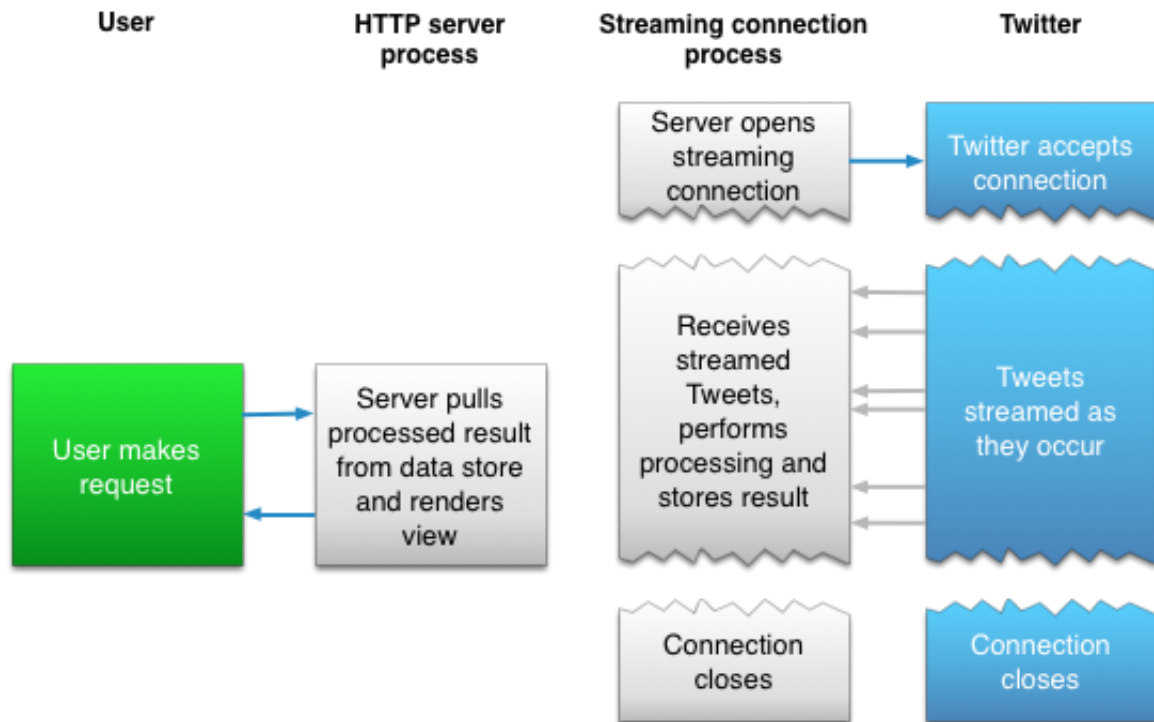 User
HTTP server
process
Streaming connection
process
Twitter
Server opens
streaming
connection
Twitter accepts
connection
User makes
request
Server pulls
processed result
from data store
and renders
view
Receives
streamed
Tweets,
performs
processing and
stores result
Tweets
streamed as
they occur
Connection
closes
Connection
closes